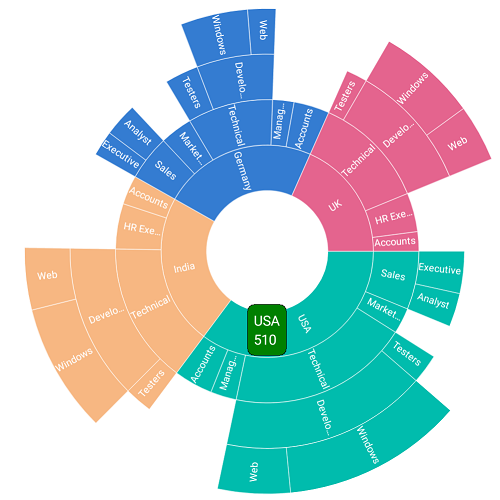 Windows
Web
Testers
Develo...
Analyst
Executive
Sales
Market...
Technical
Manag...
Accounts
Germany
Windows
Web
Testers
Develo...
Technical
HR Exe...
Accounts
UK
Accounts
HR Exe...
India
Technical
Develo...
Web
Windows
Testers
USA
510
USA
Sales
Executive
Analyst
Market...
Testers
Technical
Accounts
Manag...
Develo...
Web
Windows